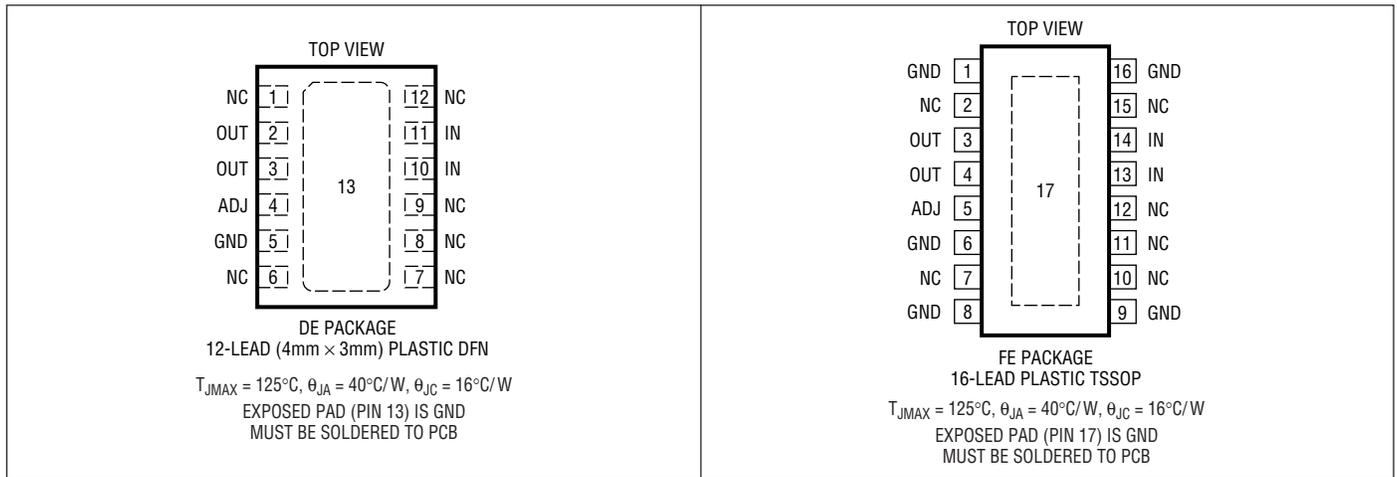 TOP VIEW
NC 1 12 NC
OUT 2 11 IN
OUT 3 10 IN
13
ADJ 4 9 NC
GND 5 8 NC
NC 6 7 NC
DE PACKAGE
12-LEAD (4mm × 3mm) PLASTIC DFN
TJMAX = 125°C, θJA = 40°C/W, θJC = 16°C/W
EXPOSED PAD (PIN 13) IS GND
MUST BE SOLDERED TO PCB
TOP VIEW
GND 1 16 GND
NC 2 15 NC
OUT 3 14 IN
OUT 4 13 IN
17
ADJ 5 12 NC
GND 6 11 NC
NC 7 10 NC
GND 8 9 GND
FE PACKAGE
16-LEAD PLASTIC TSSOP
TJMAX = 125°C, θJA = 40°C/W, θJC = 16°C/W
EXPOSED PAD (PIN 17) IS GND
MUST BE SOLDERED TO PCB